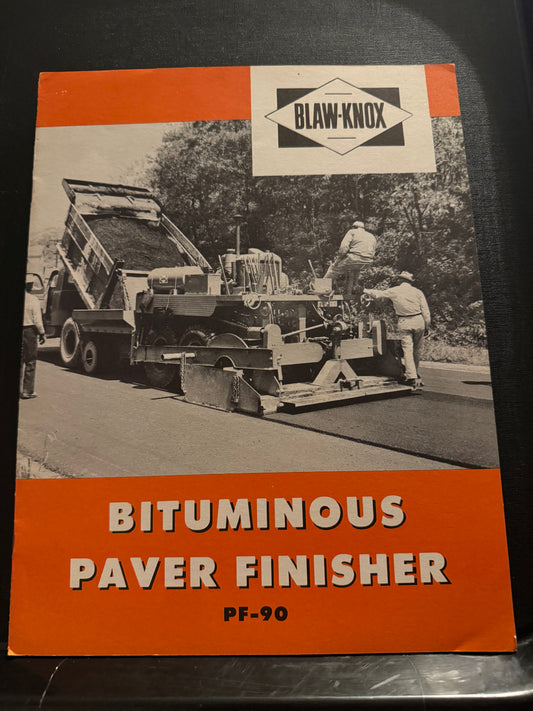 BLAW-KNOX
BITUMINOUS
PAVER FINISHER
PF-90